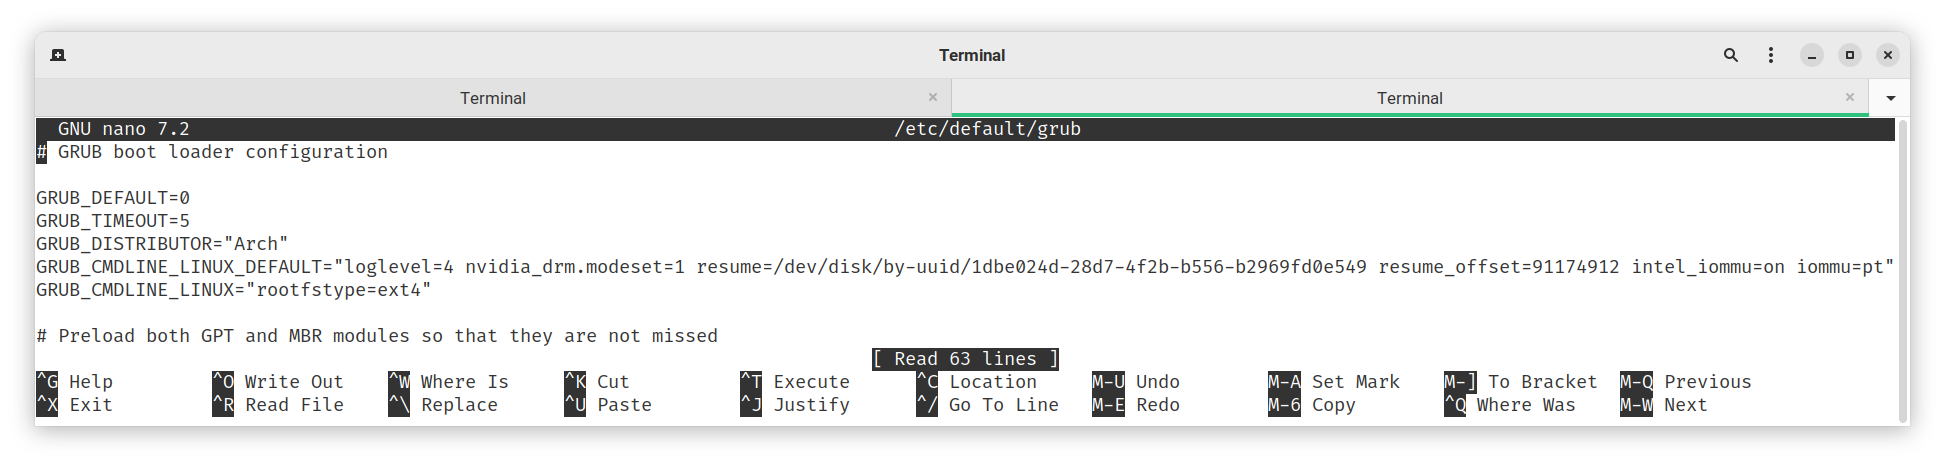 Terminal
Terminal × Terminal ×
GNU nano 7.2 /etc/default/grub
# GRUB boot loader configuration
GRUB_DEFAULT=0
GRUB_TIMEOUT=5
GRUB_DISTRIBUTOR="Arch"
GRUB_CMDLINE_LINUX_DEFAULT="loglevel=4 nvidia_drm.modeset=1 resume=/dev/disk/by-uuid/1dbe024d-28d7-4f2b-b556-b2969fd0e549 resume_offset=91174912 intel_iommu=on iommu=pt"
GRUB_CMDLINE_LINUX="rootfstype=ext4"
# Preload both GPT and MBR modules so that they are not missed
[ Read 63 lines ]
^G Help ^O Write Out ^W Where Is ^K Cut ^T Execute ^C Location M-U Undo M-A Set Mark M-] To Bracket M-Q Previous
^X Exit ^R Read File ^\ Replace ^U Paste ^J Justify ^/ Go To Line M-E Redo M-6 Copy ^Q Where Was M-W Next